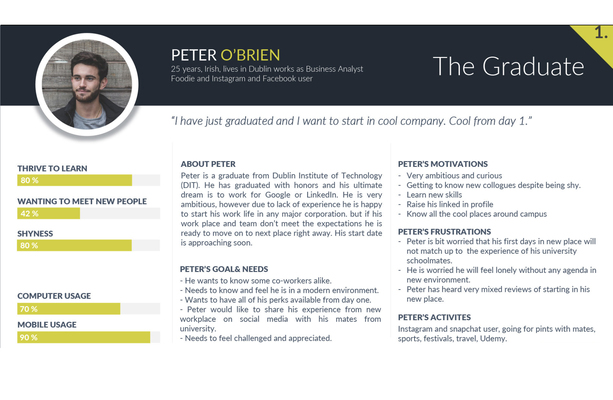 1.
PETER O'BRIEN
25 years, Irish, lives in Dublin works as Business Analyst
Foodie and Instagram and Facebook user
The Graduate
“I have just graduated and I want to start in cool company. Cool from day 1.”
THRIVE TO LEARN
80 %
WANTING TO MEET NEW PEOPLE
42 %
SHYNESS
80 %
COMPUTER USAGE
70 %
MOBILE USAGE
90 %
ABOUT PETER
Peter is a graduate from Dublin Institute of Technology
(DIT). He has graduated with honors and his ultimate
dream is to work for Google or LinkedIn. He is very
ambitious, however due to lack of experience he is happy
to start his work life in any major corporation. but if his
work place and team don't meet the expectations he is
ready to move on to next place right away. His start date
is approaching soon.
PETER'S GOAL& NEEDS
- He wants to know some co-workers alike.
- Needs to know and feel he is in a modern environment.
- Wants to have all of his perks available from day one.
- Peter would like to share his experience from new
workplace on social media with his mates from
university.
- Needs to feel challenged and appreciated.
PETER'S MOTIVATIONS
- Very ambitious and curious
- Getting to know new collogues despite being shy.
- Learn new skills
- Raise his linked in profile
- Know all the cool places around campus
PETER'S FRUSTRATIONS
- Peter is bit worried that his first days in new place will
not match up to the experience of his university
schoolmates.
- He is worried he will feel lonely without any agenda in
new environment.
- Peter has heard very mixed reviews of starting in his
new place.
PETER'S ACTIVITES
Instagram and snapchat user, going for pints with mates,
sports, festivals, travel, Udemy.